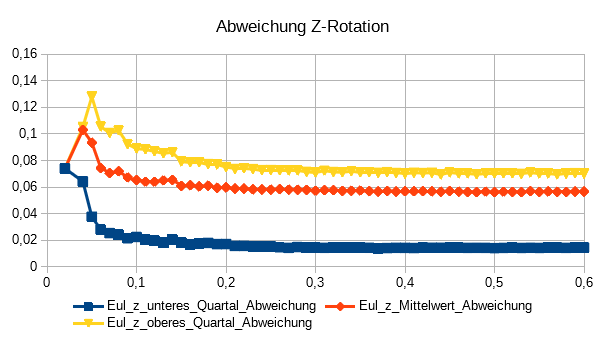 Abweichung Z-Rotation
0,16
0,14
0,12
0,1
0,08
0,06
0,04
0,02
0
0 0,1 0,2 0,3 0,4 0,5 0,6
Eul_z_unteres_Quartal_Abweichung Eul_z_Mittelwert_Abweichung
Eul_z_oberes_Quartal_Abweichung